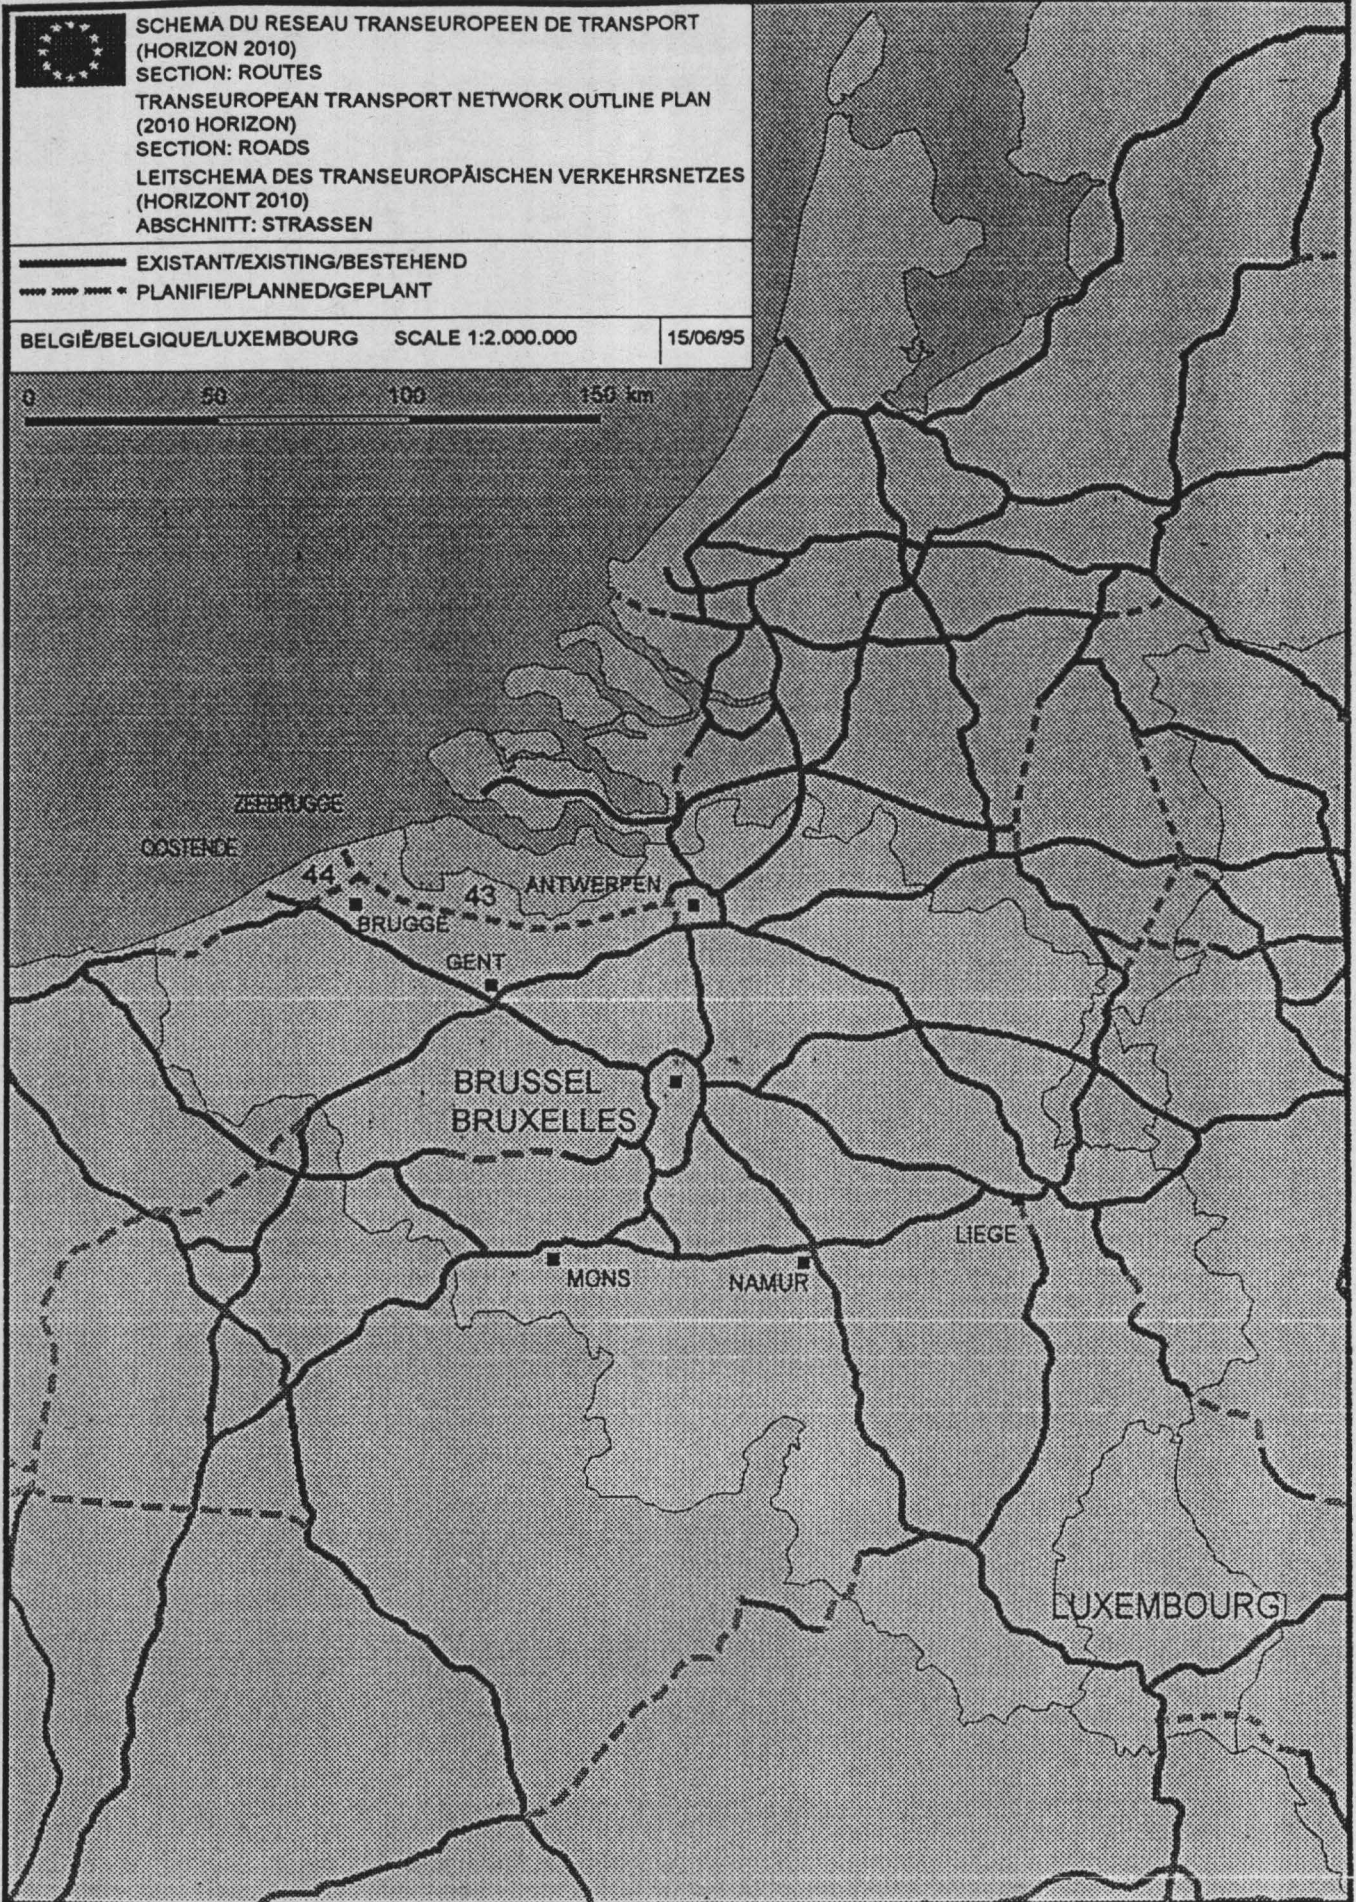 SCHEMA DU RESEAU TRANSEUROPEEN DE TRANSPORT
(HORIZON 2010)
SECTION: ROUTES
TRANSEUROPEAN TRANSPORT NETWORK OUTLINE PLAN
(2010 HORIZON)
SECTION: ROADS
LEITSCHEMA DES TRANSEUROPÄISCHEN VERKEHRSNETZES
(HORIZONT 2010)
ABSCHNITT: STRASSEN
EXISTANT/EXISTING/BESTEHEND
PLANIFIE/PLANNED/GEPLANT
BELGIË/BELGIQUE/LUXEMBOURG SCALE 1:2.000.000 15/06/95
0 50 100 150 km
ZEEBRUGGE
OOSTENDE
44
43
ANTWERPEN
BRUGGE
GENT
BRUSSEL
BRUXELLES
LIEGE
MONS
NAMUR
LUXEMBOURG